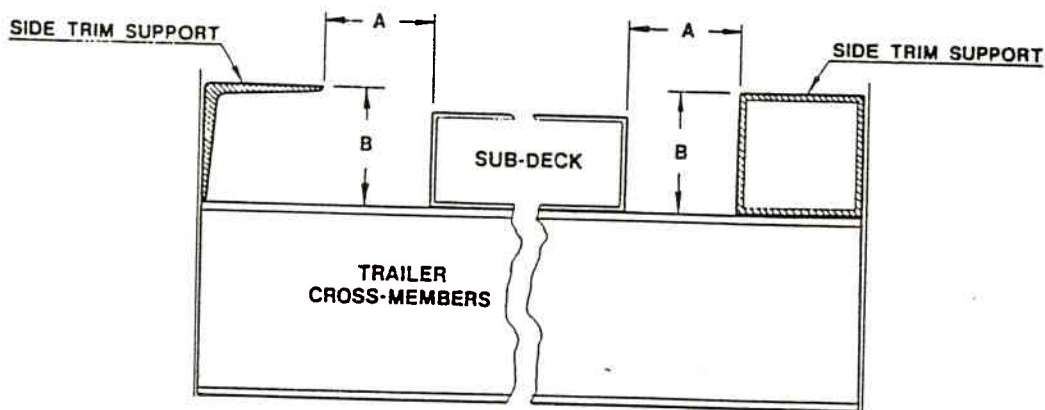 A
A
SIDE TRIM SUPPORT
SIDE TRIM SUPPORT
B
SUB-DECK
B
TRAILER
CROSS-MEMBERS